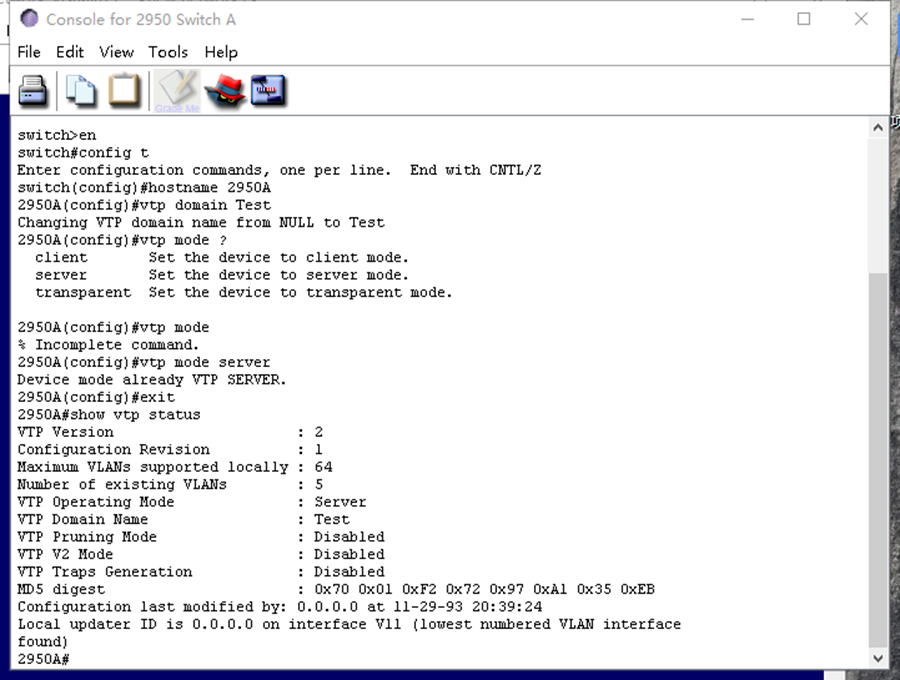 Console for 2950 Switch A
File Edit View Tools Help
Grade Me
switch>en
switch#config t
Enter configuration commands, one per line.  End with CNTL/Z
switch(config)#hostname 2950A
2950A(config)#vtp domain Test
Changing VTP domain name from NULL to Test
2950A(config)#vtp mode ?
  client       Set the device to client mode.
  server       Set the device to server mode.
  transparent  Set the device to transparent mode.
2950A(config)#vtp mode
% Incomplete command.
2950A(config)#vtp mode server
Device mode already VTP SERVER.
2950A(config)#exit
2950A#show vtp status
VTP Version                     : 2
Configuration Revision          : 1
Maximum VLANs supported locally : 64
Number of existing VLANs        : 5
VTP Operating Mode              : Server
VTP Domain Name                 : Test
VTP Pruning Mode                : Disabled
VTP V2 Mode                     : Disabled
VTP Traps Generation            : Disabled
MD5 digest                      : 0x70 0x01 0xF2 0x72 0x97 0xA1 0x35 0xEB
Configuration last modified by: 0.0.0.0 at 11-29-93 20:39:24
Local updater ID is 0.0.0.0 on interface Vl1 (lowest numbered VLAN interface
found)
2950A#